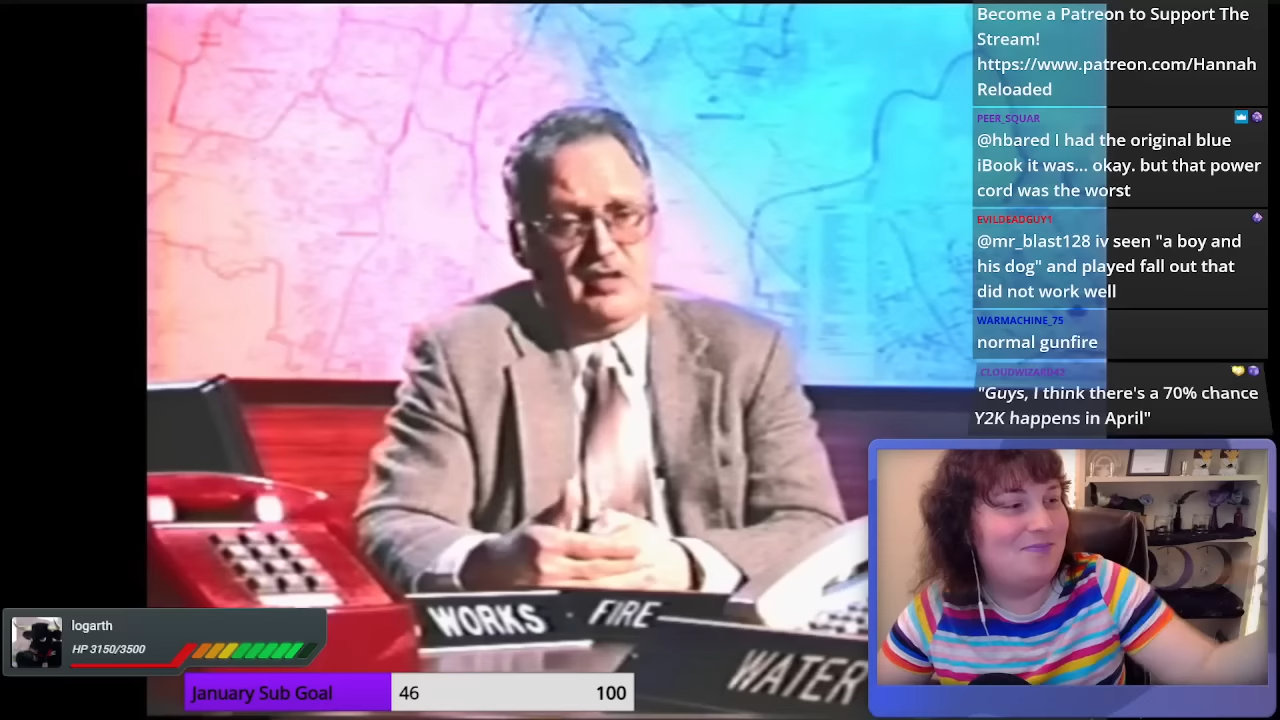 Become a Patreon to Support The
Stream!
https://www.patreon.com/Hannah
Reloaded
PEER_SQUAR
@hbared I had the original blue
iBook it was... okay. but that power
cord was the worst
EVILDEADGUY1
@mr_blast128 iv seen "a boy and
his dog" and played fall out that
did not work well
WARMACHINE_75
normal gunfire
CLOUDWIZARD42
"Guys, I think there's a 70% chance
Y2K happens in April"
WORKS · FIRE
WATER
logarth
HP 3150/3500
January Sub Goal 46 100